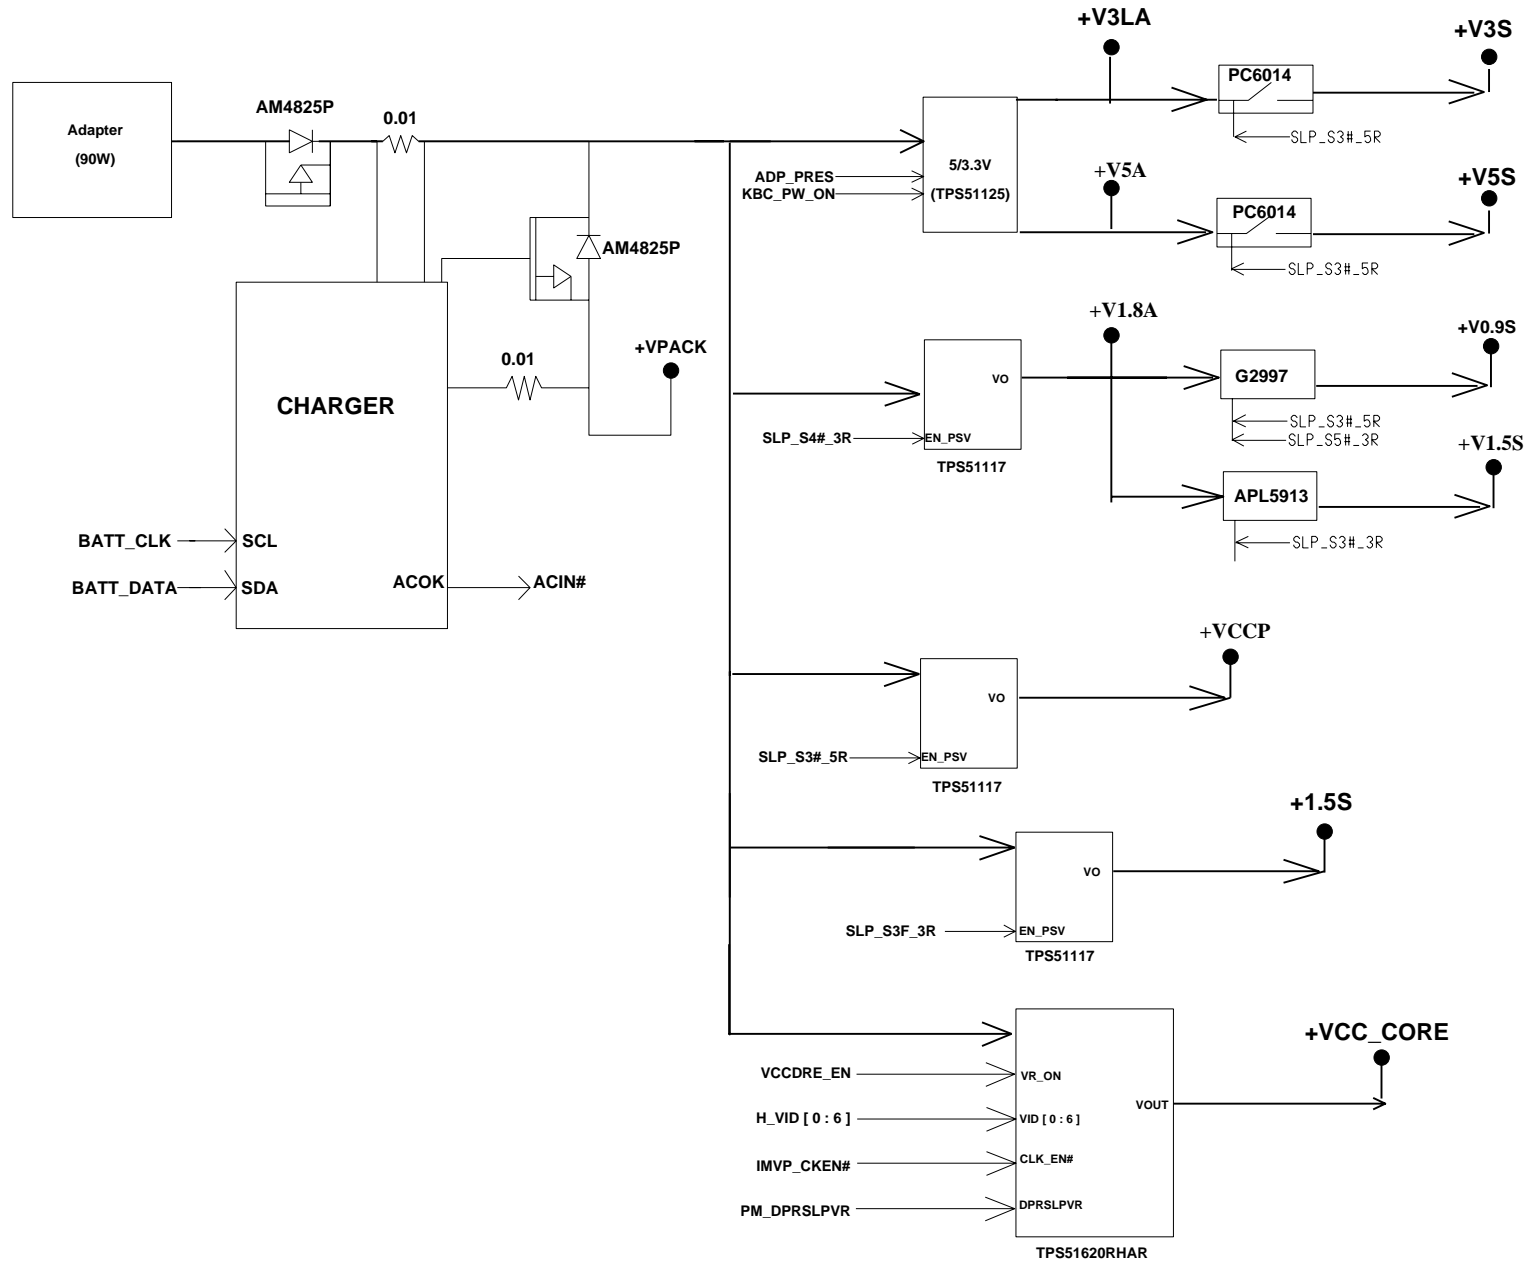 +V3LA
+V3S
Adapter
(90W)
AM4825P
0.01
PC6014
SLP_S3#_5R
5/3.3V
(TPS51125)
ADP_PRES
KBC_PW_ON
+V5A
+V5S
PC6014
SLP_S3#_5R
AM4825P
+VPACK
0.01
CHARGER
BATT_CLK
SCL
BATT_DATA
SDA
ACOK
ACIN#
+V1.8A
+V0.9S
VO
G2997
SLP_S3#_5R
SLP_S5#_3R
SLP_S4#_3R
EN_PSV
TPS51117
+V1.5S
APL5913
SLP_S3#_3R
+VCCP
VO
SLP_S3#_5R
EN_PSV
TPS51117
+1.5S
VO
SLP_S3F_3R
EN_PSV
TPS51117
+VCC_CORE
VCCDRE_EN
VR_ON
VOUT
H_VID [ 0 : 6 ]
VID [ 0 : 6 ]
IMVP_CKEN#
CLK_EN#
PM_DPRSLPVR
DPRSLPVR
TPS51620RHAR